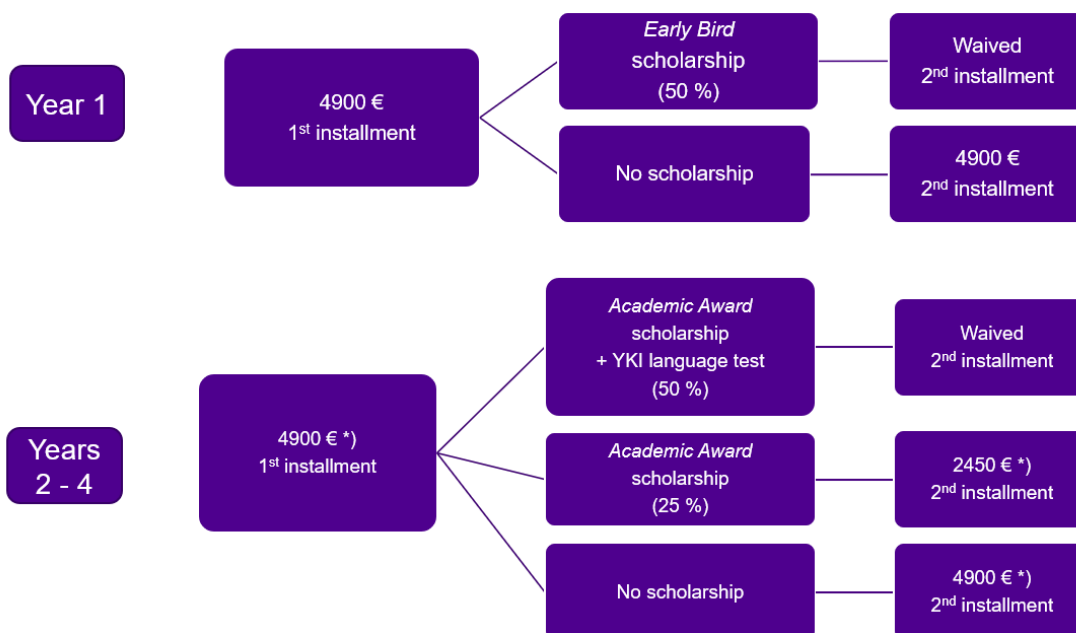 Year 1
4900 €
1st installment
Early Bird
scholarship
(50 %)
Waived
2nd installment
No scholarship
4900 €
2nd installment
Years
2 - 4
4900 € *)
1st installment
Academic Award
scholarship
+ YKI language test
(50 %)
Waived
2nd installment
Academic Award
scholarship
(25 %)
2450 € *)
2nd installment
No scholarship
4900 € *)
2nd installment